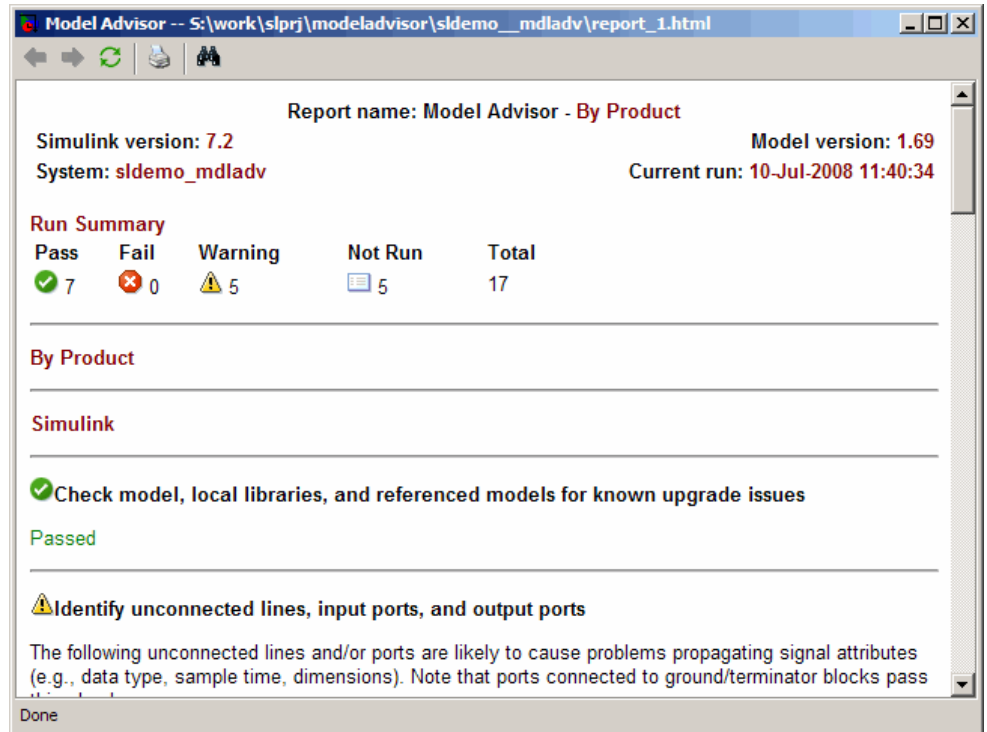 Model Advisor -- S:\work\slprj\modeladvisor\sldemo__mdladv\report_1.html
Report name: Model Advisor - By Product
Simulink version: 7.2 Model version: 1.69
System: sldemo_mdladv Current run: 10-Jul-2008 11:40:34
Run Summary
Pass Fail Warning Not Run Total
7 0 5 5 17
By Product
Simulink
Check model, local libraries, and referenced models for known upgrade issues
Passed
Identify unconnected lines, input ports, and output ports
The following unconnected lines and/or ports are likely to cause problems propagating signal attributes
(e.g., data type, sample time, dimensions). Note that ports connected to ground/terminator blocks pass
Done